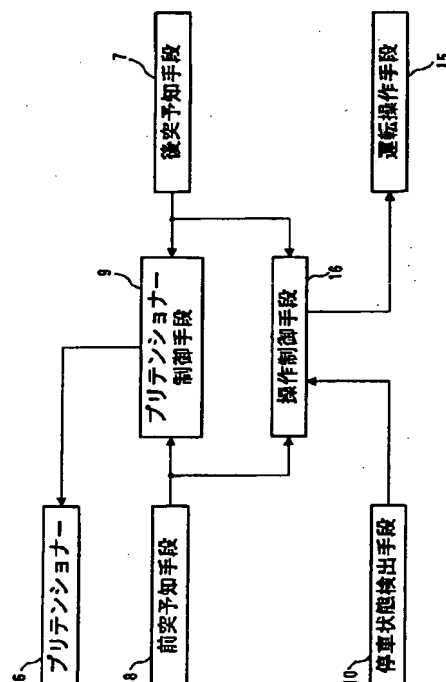 6
プリテンショナー
8
前突予知手段
10
停車状態検出手段
9
プリテンショナー
制御手段
16
操作制御手段
7
後突予知手段
15
運転操作手段